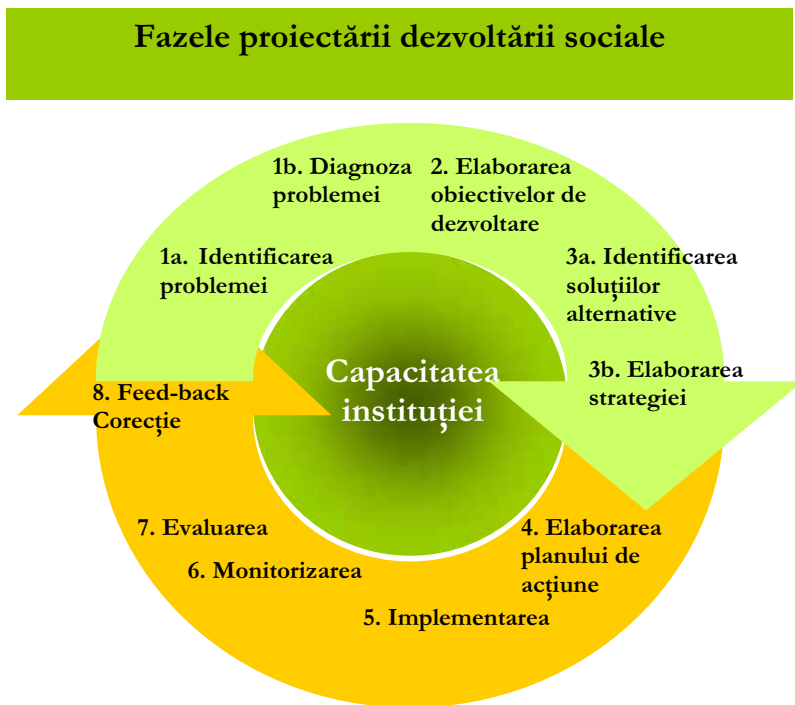 Fazele proiectării dezvoltării sociale
1a. Identificarea
problemei
1b. Diagnoza
problemei
2. Elaborarea
obiectivelor de
dezvoltare
3a. Identificarea
soluțiilor
alternative
3b. Elaborarea
strategiei
Capacitatea
instituției
4. Elaborarea
planului de
acțiune
5. Implementarea
6. Monitorizarea
7. Evaluarea
8. Feed-back
Corecție